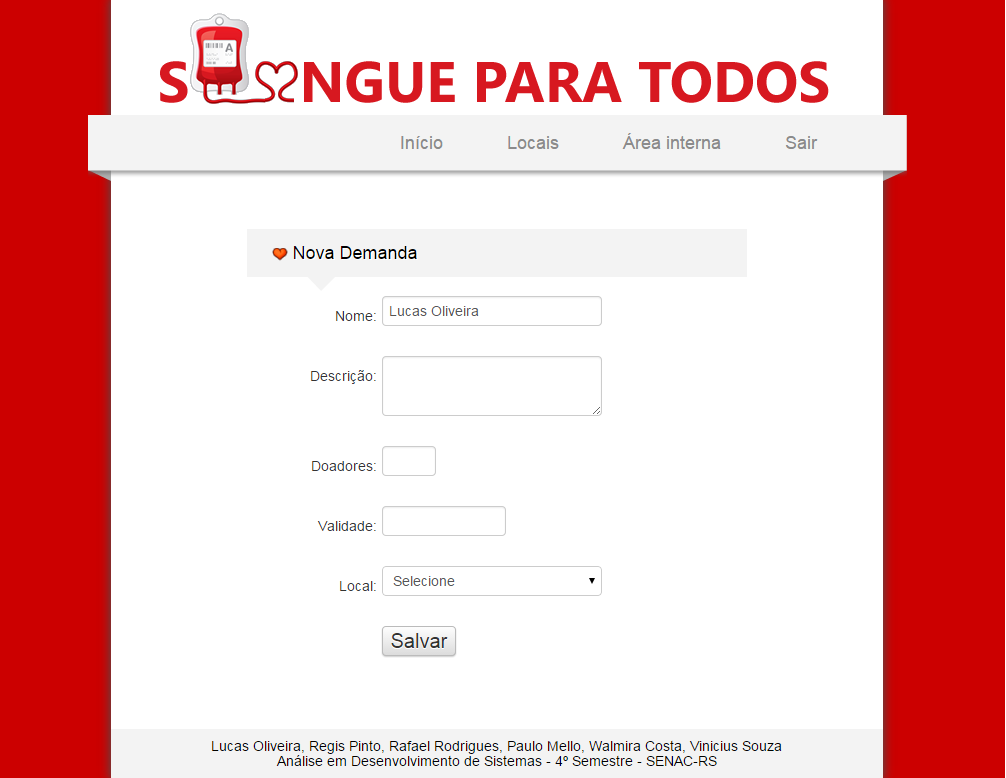 SANGUE PARA TODOS
A
Início Locais Área interna Sair
Nova Demanda
Nome: Lucas Oliveira
Descrição:
Doadores:
Validade:
Local: Selecione
Salvar
Lucas Oliveira, Regis Pinto, Rafael Rodrigues, Paulo Mello, Walmira Costa, Vinicius Souza
Análise em Desenvolvimento de Sistemas - 4º Semestre - SENAC-RS